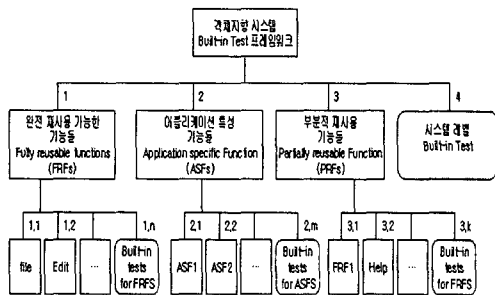 객체지향 시스템
Built-in Test 프레임워크
1
2
3
4
완전 재사용 가능한
기능들
Fully reusable functions
(FRFs)
어플리케이션 특성
기능들
Application specific Function
(ASFs)
부분적 재사용
기능들
Partially reusable Function
(PRFs)
시스템 레벨
Built-in Test
1,1
1,2
1,n
2,1
2,2
2,m
3,1
3,2
3,k
file
Edit
...
Built-in
tests
for FRFS
ASF1
ASF2
...
Built-in
tests
for ASFS
FRF1
Help
...
Built-in
tests
for FRFS